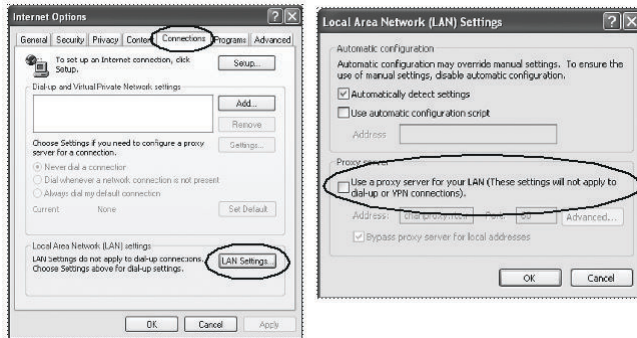 Internet Options
General Security Privacy Content Connections Programs Advanced
To set up an Internet connection, click
Setup.
Setup...
Dial-up and Virtual Private Network settings
Add...
Remove
Choose Settings if you need to configure a proxy
server for a connection.
Settings...
Never dial a connection
Dial whenever a network connection is not present
Always dial my default connection
Current None
Set Default
Local Area Network (LAN) settings
LAN Settings do not apply to dial-up connections.
Choose Settings above for dial-up settings.
LAN Settings...
OK Cancel Apply
Local Area Network (LAN) Settings
Automatic configuration
Automatic configuration may override manual settings. To ensure the
use of manual settings, disable automatic configuration.
Automatically detect settings
Use automatic configuration script
Address
Proxy server
Use a proxy server for your LAN (These settings will not apply to
dial-up or VPN connections).
Address: Port: 80 Advanced...
Bypass proxy server for local addresses
OK Cancel